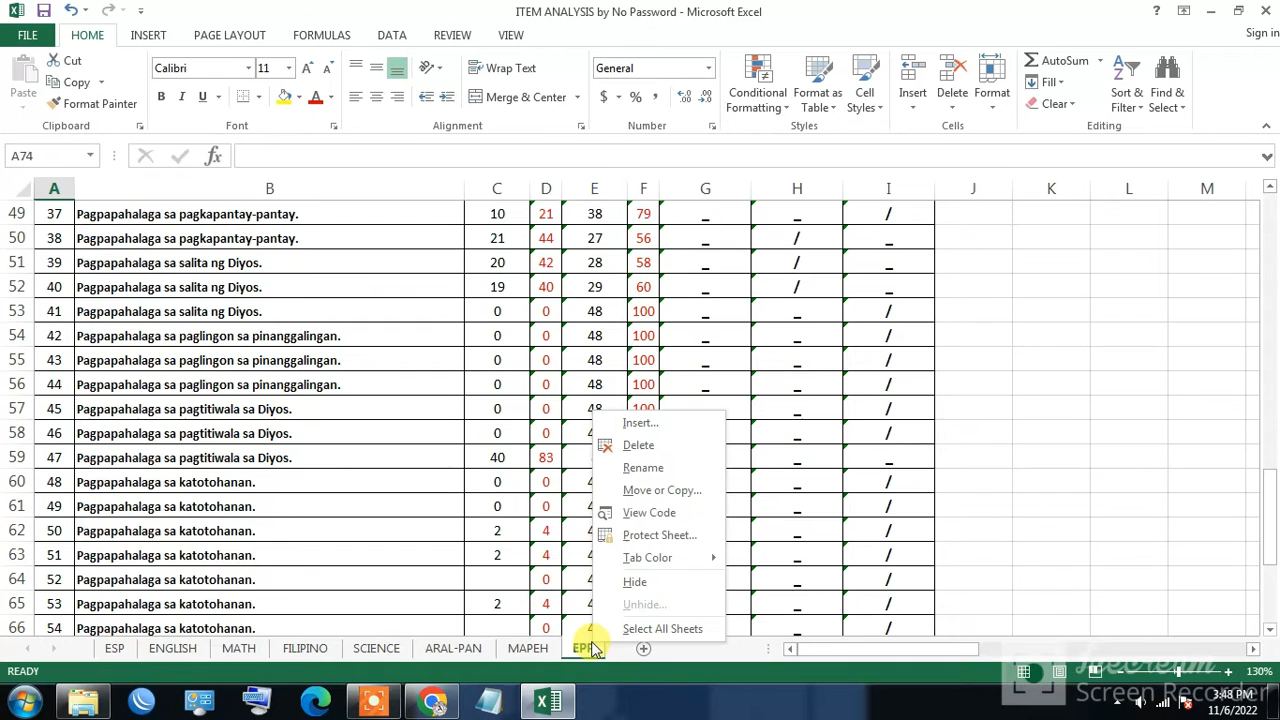 ITEM ANALYSIS by No Password - Microsoft Excel
Sign in
FILE HOME INSERT PAGE LAYOUT FORMULAS DATA REVIEW VIEW
Cut
Copy
Format Painter
Paste
Clipboard
Calibri 11
B I U A
Font
Wrap Text
Merge & Center
Alignment
General
$ % ,
Number
Conditional Formatting
Format as Table
Cell Styles
Styles
Insert Delete Format
Cells
AutoSum
Fill
Clear
Sort & Filter
Find & Select
Editing
A74 fx
A B C D E F G H I J K L M
49 37 Pagpapahalaga sa pagkapantay-pantay. 10 21 38 79 _ _ /
50 38 Pagpapahalaga sa pagkapantay-pantay. 21 44 27 56 _ / _
51 39 Pagpapahalaga sa salita ng Diyos. 20 42 28 58 _ / _
52 40 Pagpapahalaga sa salita ng Diyos. 19 40 29 60 _ / _
53 41 Pagpapahalaga sa salita ng Diyos. 0 0 48 100 _ _ /
54 42 Pagpapahalaga sa paglingon sa pinanggalingan. 0 0 48 100 _ _ /
55 43 Pagpapahalaga sa paglingon sa pinanggalingan. 0 0 48 100 _ _ /
56 44 Pagpapahalaga sa paglingon sa pinanggalingan. 0 0 48 100 _ _ /
57 45 Pagpapahalaga sa pagtitiwala sa Diyos. 0 0 48 100 _ /
58 46 Pagpapahalaga sa pagtitiwala sa Diyos. 0 0 _ /
59 47 Pagpapahalaga sa pagtitiwala sa Diyos. 40 83 _ _
60 48 Pagpapahalaga sa katotohanan. 0 0 _ /
61 49 Pagpapahalaga sa katotohanan. 0 0 _ /
62 50 Pagpapahalaga sa katotohanan. 2 4 _ /
63 51 Pagpapahalaga sa katotohanan. 2 4 _ /
64 52 Pagpapahalaga sa katotohanan. 0 _ /
65 53 Pagpapahalaga sa katotohanan. 2 4 _ /
66 54 Pagpapahalaga sa katotohanan. 0 _ /
Insert...
Delete
Rename
Move or Copy...
View Code
Protect Sheet...
Tab Color
Hide
Unhide...
Select All Sheets
ESP ENGLISH MATH FILIPINO SCIENCE ARAL-PAN MAPEH
READY 130%
Icecream
Screen Recorder
3:48 PM
11/6/2022